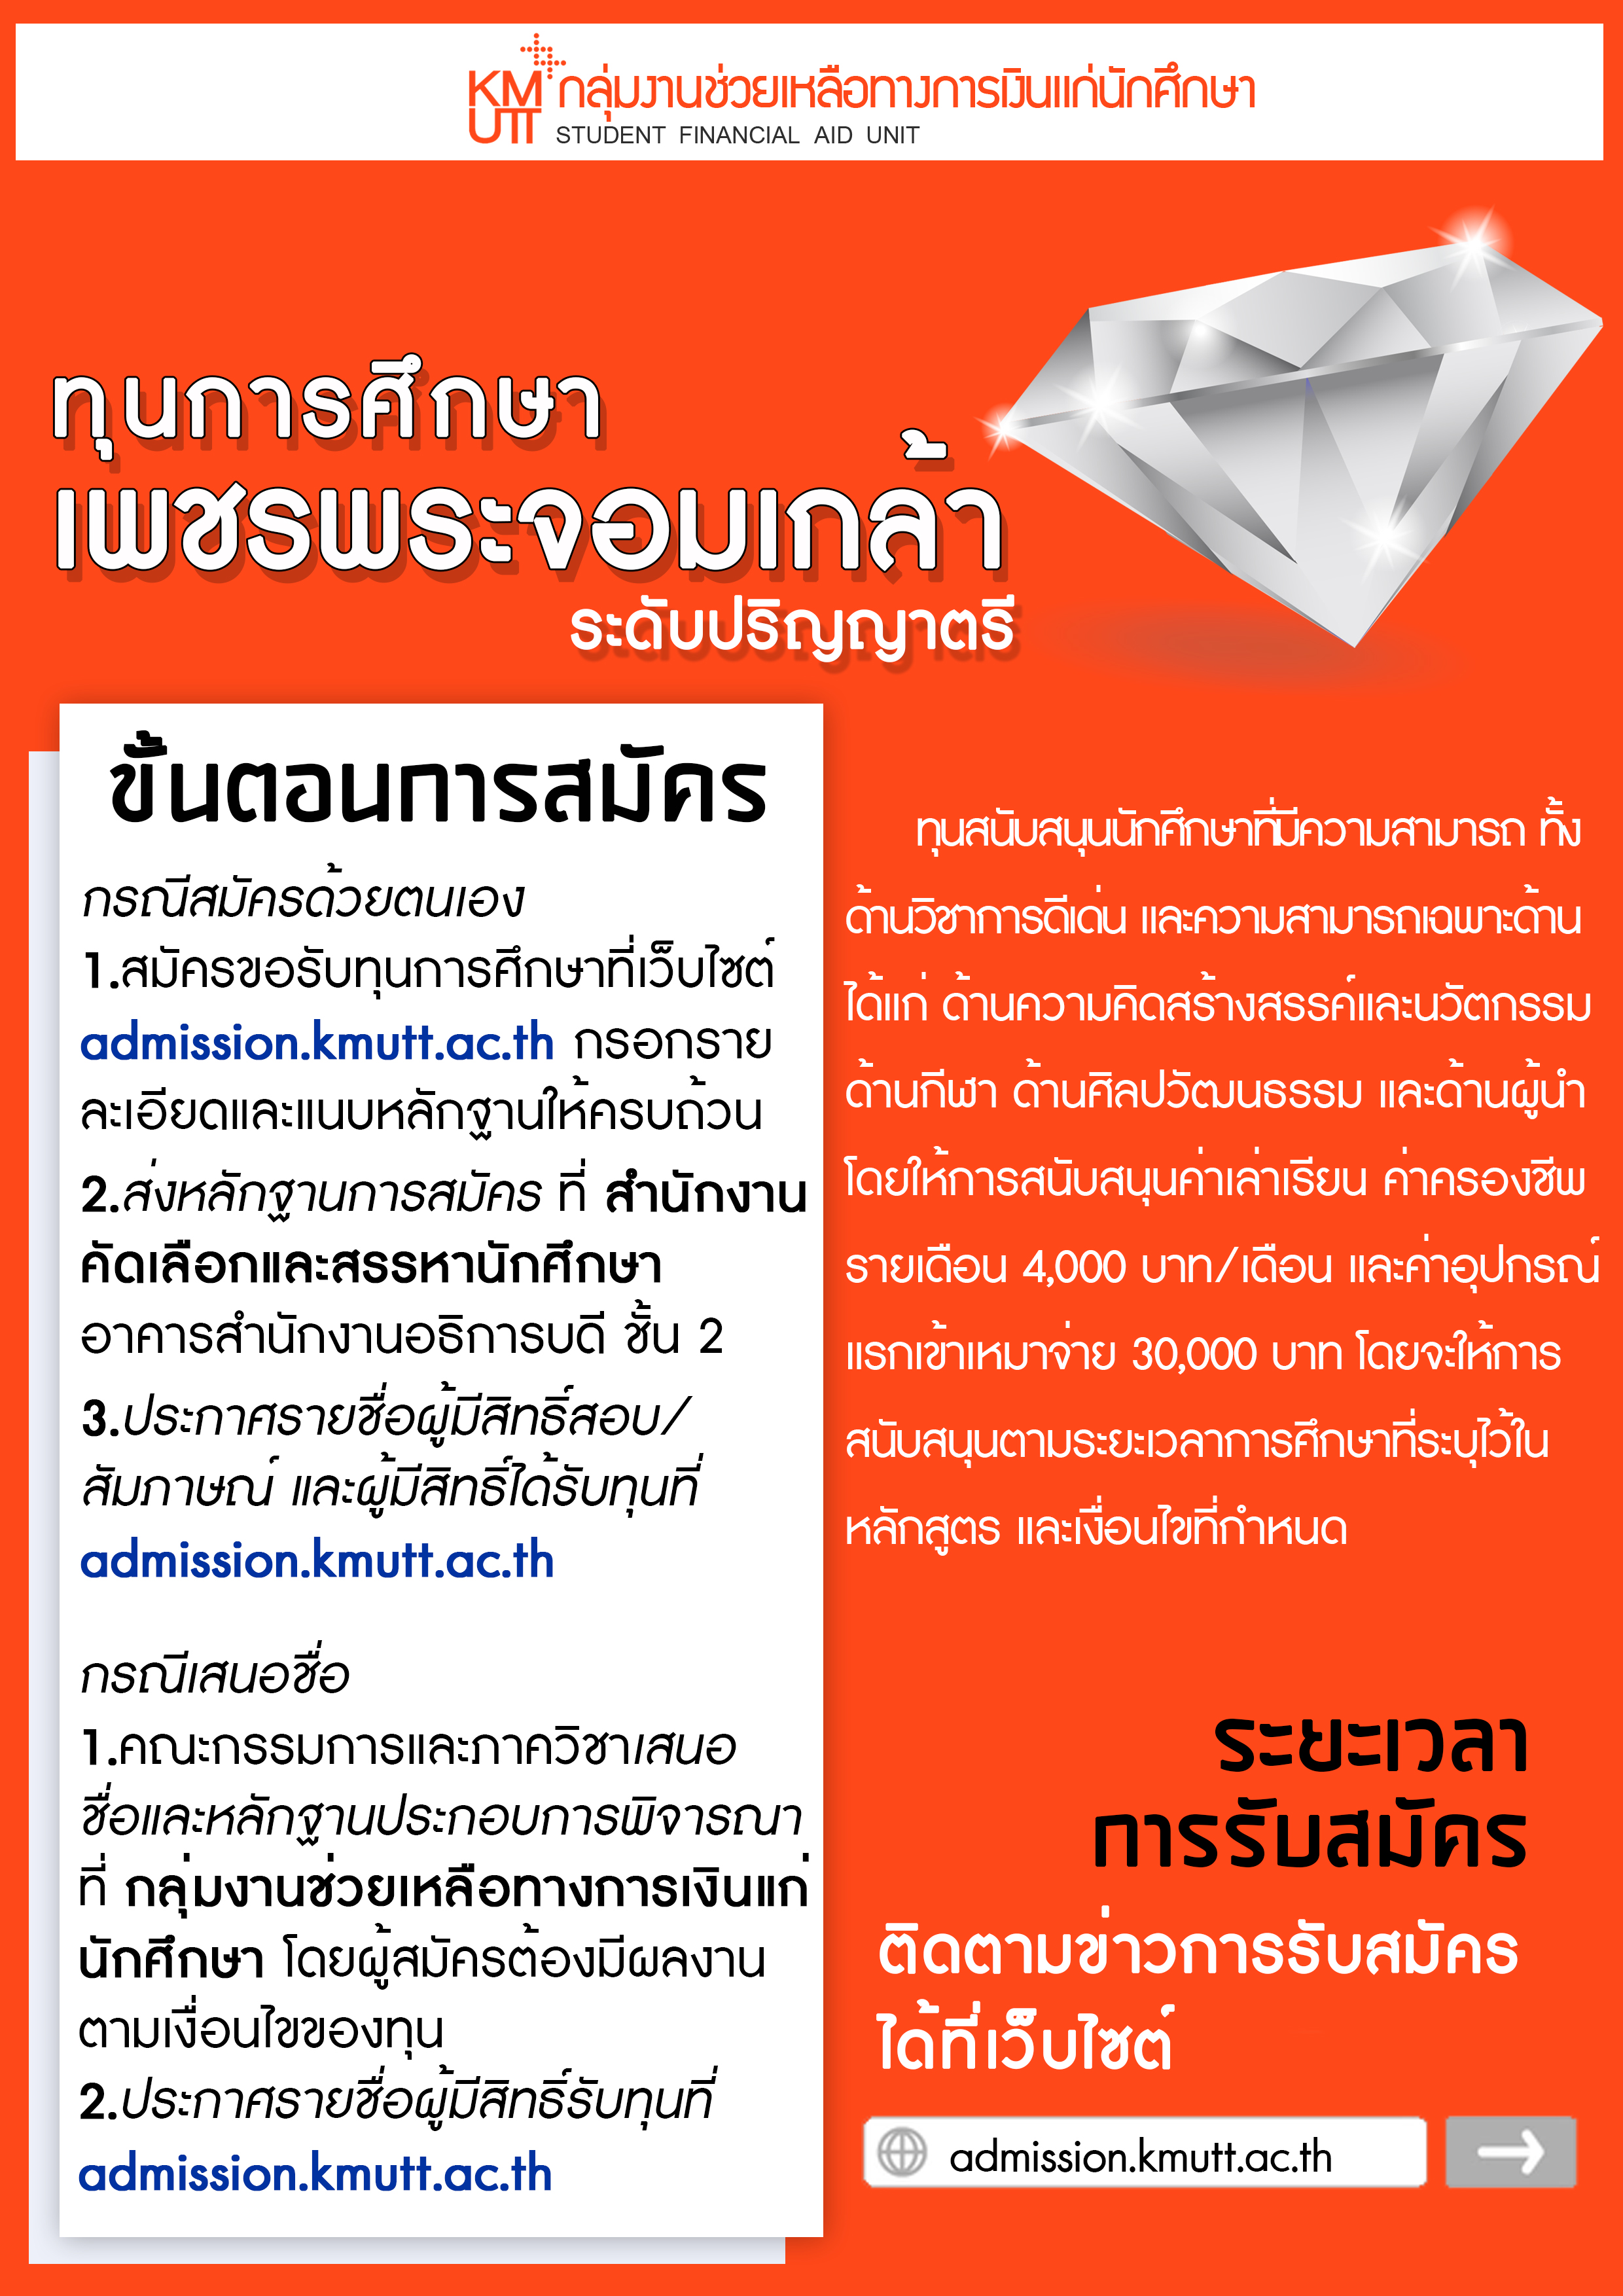 KMUTT กลุ่มงานช่วยเหลือทางการเงินแก่นักศึกษา
STUDENT FINANCIAL AID UNIT
ทุนการศึกษา
เพชรพระจอมเกล้า
ระดับปริญญาตรี
ขั้นตอนการสมัคร
กรณีสมัครด้วยตนเอง
1.สมัครขอรับทุนการศึกษาที่เว็บไซต์
admission.kmutt.ac.th กรอกราย
ละเอียดและแนบหลักฐานให้ครบถ้วน
2.ส่งหลักฐานการสมัคร ที่ สำนักงาน
คัดเลือกและสรรหานักศึกษา
อาคารสำนักงานอธิการบดี ชั้น 2
3.ประกาศรายชื่อผู้มีสิทธิ์สอบ/
สัมภาษณ์ และผู้มีสิทธิ์ได้รับทุนที่
admission.kmutt.ac.th
กรณีเสนอชื่อ
1.คณะกรรมการและภาควิชาเสนอ
ชื่อและหลักฐานประกอบการพิจารณา
ที่ กลุ่มงานช่วยเหลือทางการเงินแก่
นักศึกษา โดยผู้สมัครต้องมีผลงาน
ตามเงื่อนไขของทุน
2.ประกาศรายชื่อผู้มีสิทธิ์รับทุนที่
admission.kmutt.ac.th
ทุนสนับสนุนนักศึกษาที่มีความสามารถ ทั้ง
ด้านวิชาการดีเด่น และความสามารถเฉพาะด้าน
ได้แก่ ด้านความคิดสร้างสรรค์และนวัตกรรม
ด้านกีฬา ด้านศิลปวัฒนธรรม และด้านผู้นำ
โดยให้การสนับสนุนค่าเล่าเรียน ค่าครองชีพ
รายเดือน 4,000 บาท/เดือน และค่าอุปกรณ์
แรกเข้าเหมาจ่าย 30,000 บาท โดยจะให้การ
สนับสนุนตามระยะเวลาการศึกษาที่ระบุไว้ใน
หลักสูตร และเงื่อนไขที่กำหนด
ระยะเวลา
การรับสมัคร
ติดตามข่าวการรับสมัคร
ได้ที่เว็บไซต์
admission.kmutt.ac.th